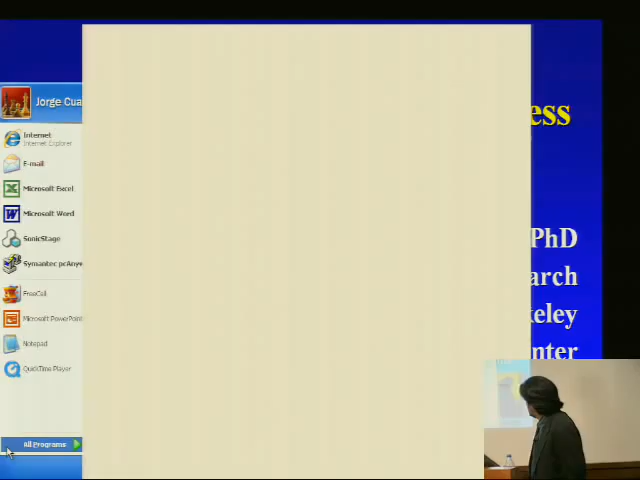 Jorge Cua
Internet
Internet Explorer
E-mail
Microsoft Excel
Microsoft Word
SonicStage
Symantec pcAnyw
FreeCell
Microsoft PowerPoint
Notepad
QuickTime Player
All Programs
ess
PhD
arch
keley
nter